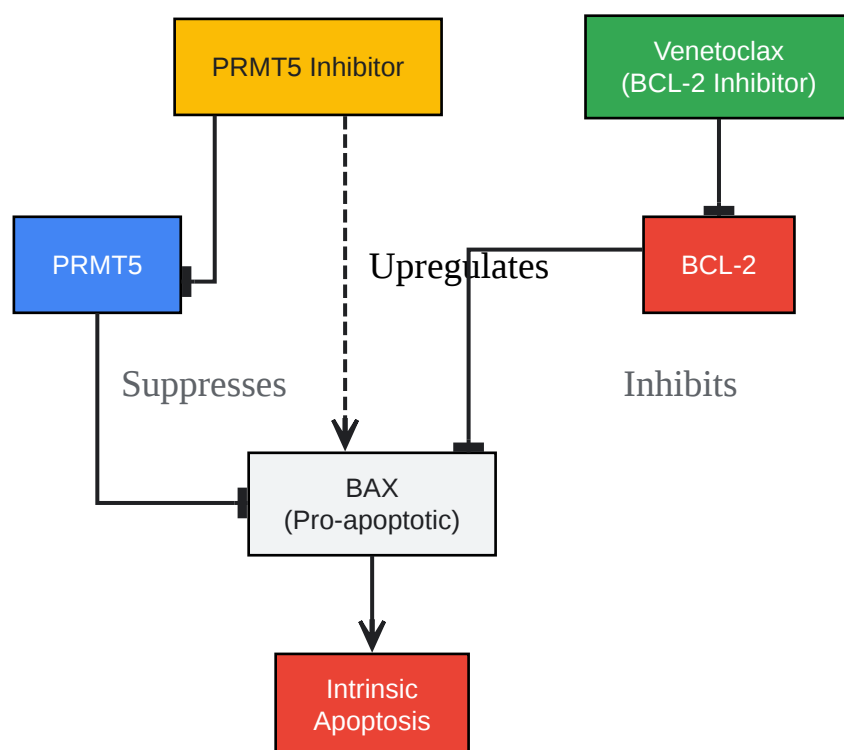 PRMT5 Inhibitor
Venetoclax
(BCL-2 Inhibitor)
PRMT5
Upregulates
BCL-2
Suppresses
Inhibits
BAX
(Pro-apoptotic)
Intrinsic
Apoptosis